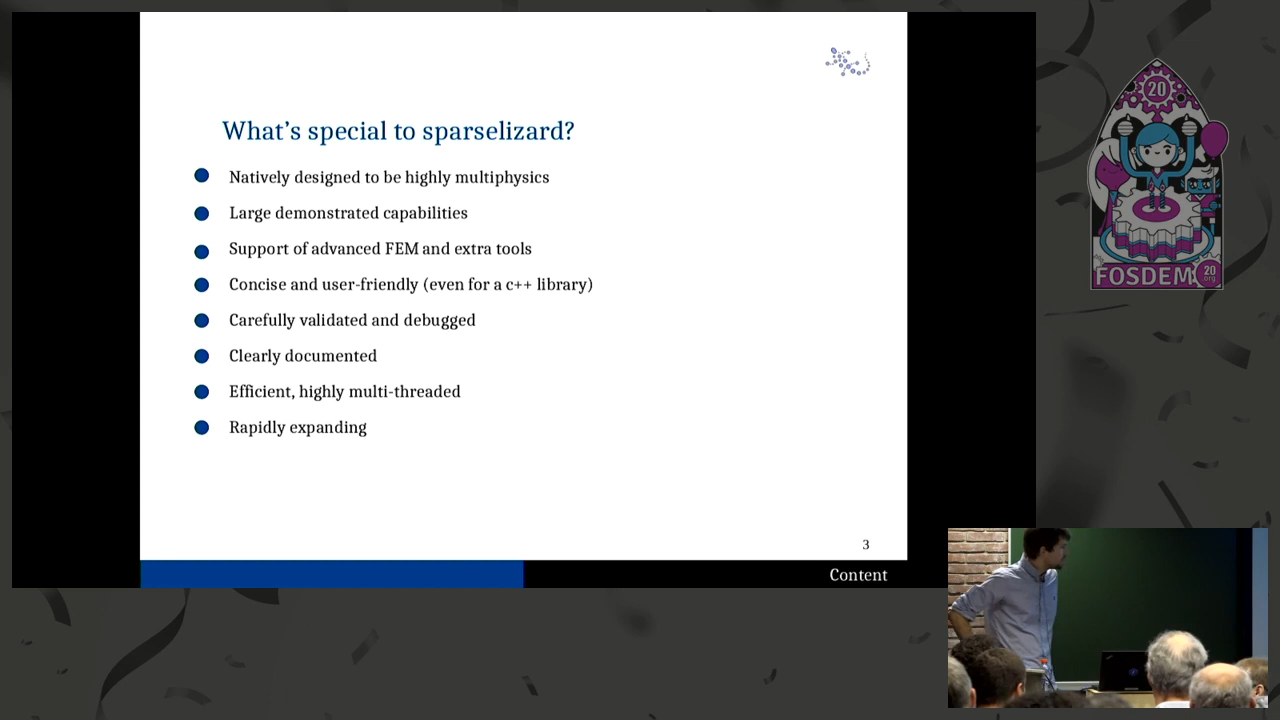 What's special to sparselizard?
Natively designed to be highly multiphysics
Large demonstrated capabilities
Support of advanced FEM and extra tools
Concise and user-friendly (even for a c++ library)
Carefully validated and debugged
Clearly documented
Efficient, highly multi-threaded
Rapidly expanding
3
Content
20
FOSDEM
20
.org